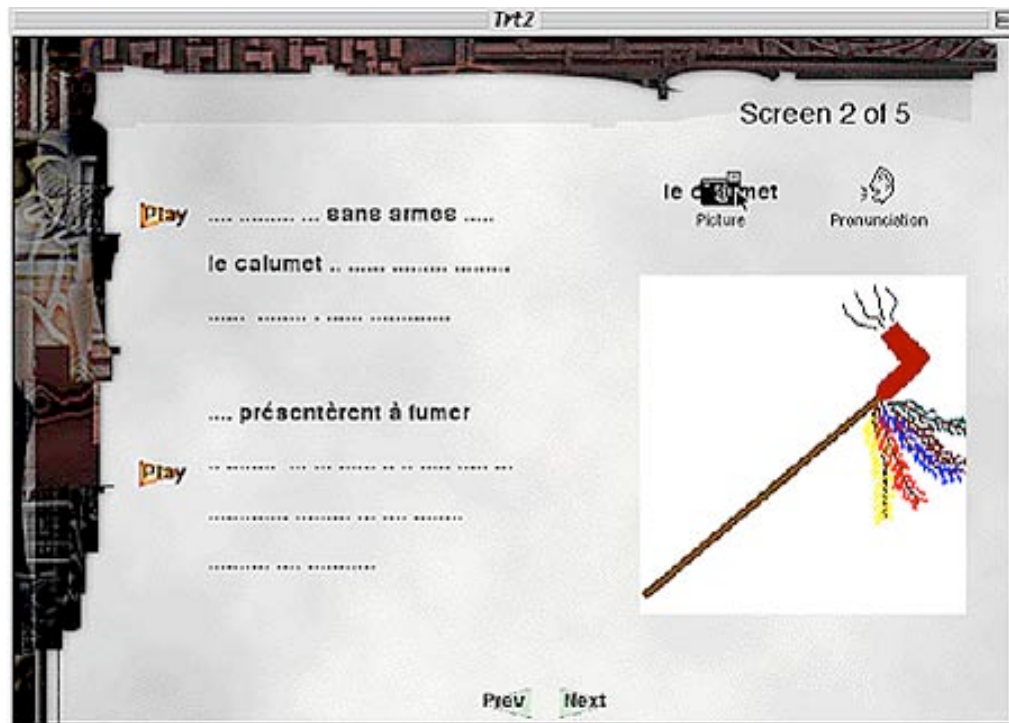 Trt2
Screen 2 of 5
le calumet
Picture
Pronunciation
Play
.... ......... ... sans armes .....
le calumet .. ...... ......... .........
...... ........ . ...... .............
.... présentèrent à fumer
Play
.. ........ ... ... ...... .. .. ..... ..... ...
............. ........ ... .... ........
.......... .... ...........
Prev
Next